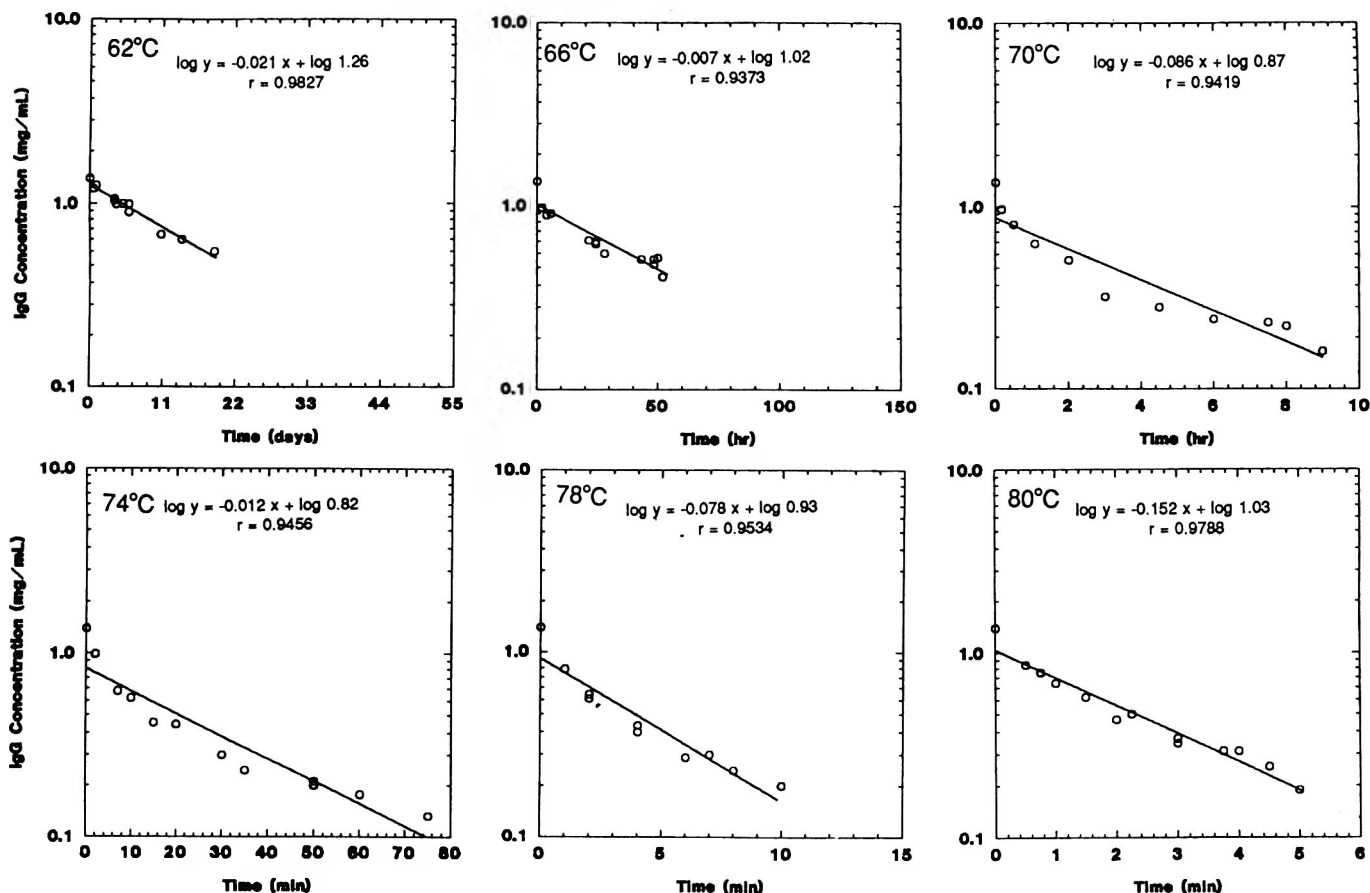 10.0
62°C
log y = -0.021 x + log 1.26
r = 0.9827
IgG Concentration (mg/mL)
1.0
0.1
0 11 22 33 44 55
Time (days)
10.0
66°C
log y = -0.007 x + log 1.02
r = 0.9373
1.0
0.1
0 50 100 150
Time (hr)
10.0
70°C
log y = -0.086 x + log 0.87
r = 0.9419
1.0
0.1
0 2 4 6 8 10
Time (hr)
10.0
74°C
log y = -0.012 x + log 0.82
r = 0.9456
IgG Concentration (mg/mL)
1.0
0.1
0 10 20 30 40 50 60 70 80
Time (min)
10.0
78°C
log y = -0.078 x + log 0.93
r = 0.9534
1.0
0.1
0 5 10 15
Time (min)
10.0
80°C
log y = -0.152 x + log 1.03
r = 0.9788
1.0
0.1
0 1 2 3 4 5 6
Time (min)